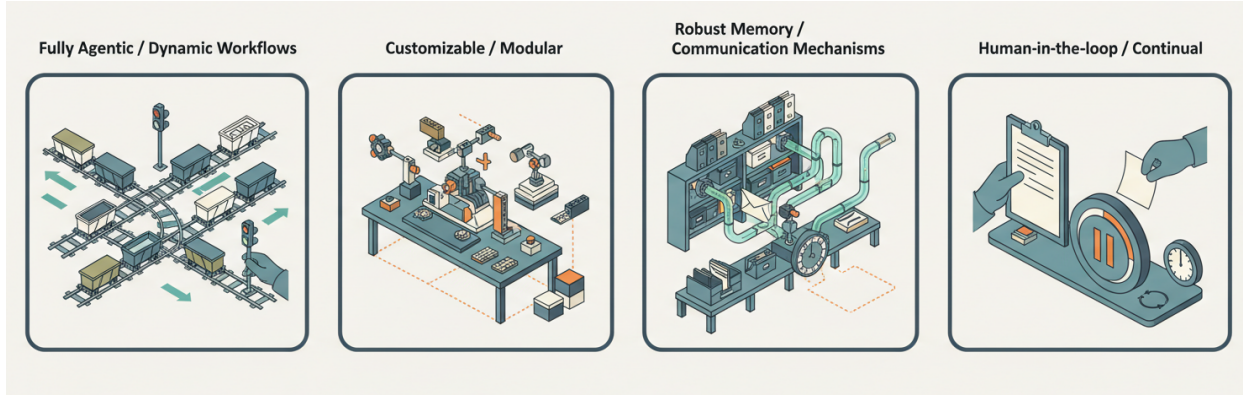 Fully Agentic / Dynamic Workflows
Customizable / Modular
Robust Memory /
Communication Mechanisms
Human-in-the-loop / Continual